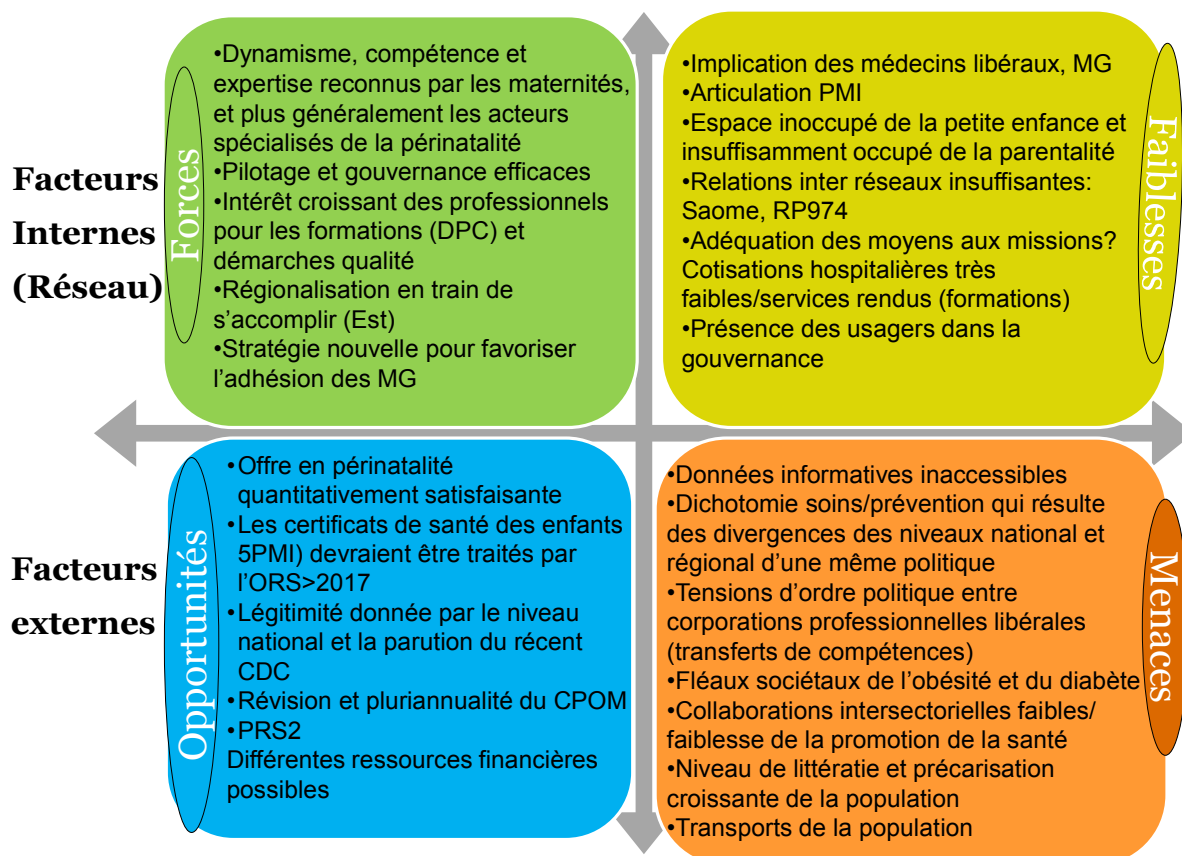 Facteurs
Internes
(Réseau)
Forces
•Dynamisme, compétence et
expertise reconnus par les maternités,
et plus généralement les acteurs
spécialisés de la périnatalité
•Pilotage et gouvernance efficaces
•Intérêt croissant des professionnels
pour les formations (DPC) et
démarches qualité
•Régionalisation en train de
s’accomplir (Est)
•Stratégie nouvelle pour favoriser
l’adhésion des MG
•Implication des médecins libéraux, MG
•Articulation PMI
•Espace inoccupé de la petite enfance et
insuffisamment occupé de la parentalité
•Relations inter réseaux insuffisantes:
Saome, RP974
•Adéquation des moyens aux missions?
Cotisations hospitalières très
faibles/services rendus (formations)
•Présence des usagers dans la
gouvernance
Faiblesses
Facteurs
externes
Opportunités
•Offre en périnatalité
quantitativement satisfaisante
•Les certificats de santé des enfants
5PMI) devraient être traités par
l’ORS>2017
•Légitimité donnée par le niveau
national et la parution du récent
CDC
•Révision et pluriannualité du CPOM
•PRS2
Différentes ressources financières
possibles
•Données informatives inaccessibles
•Dichotomie soins/prévention qui résulte
des divergences des niveaux national et
régional d’une même politique
•Tensions d’ordre politique entre
corporations professionnelles libérales
(transferts de compétences)
•Fléaux sociétaux de l’obésité et du diabète
•Collaborations intersectorielles faibles/
faiblesse de la promotion de la santé
•Niveau de littératie et précarisation
croissante de la population
•Transports de la population
Menaces